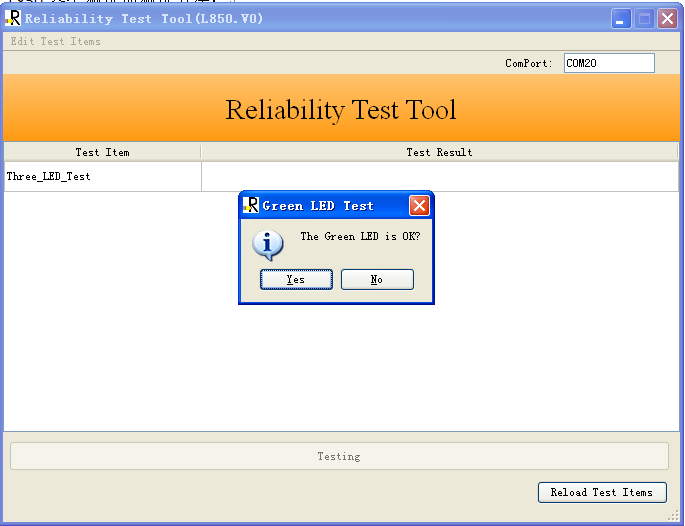 Reliability Test Tool(L850.V0)
Edit Test Items
ComPort: COM20
Reliability Test Tool
Test Item Test Result
Three_LED_Test
Green LED Test
The Green LED is OK?
Yes No
Testing
Reload Test Items